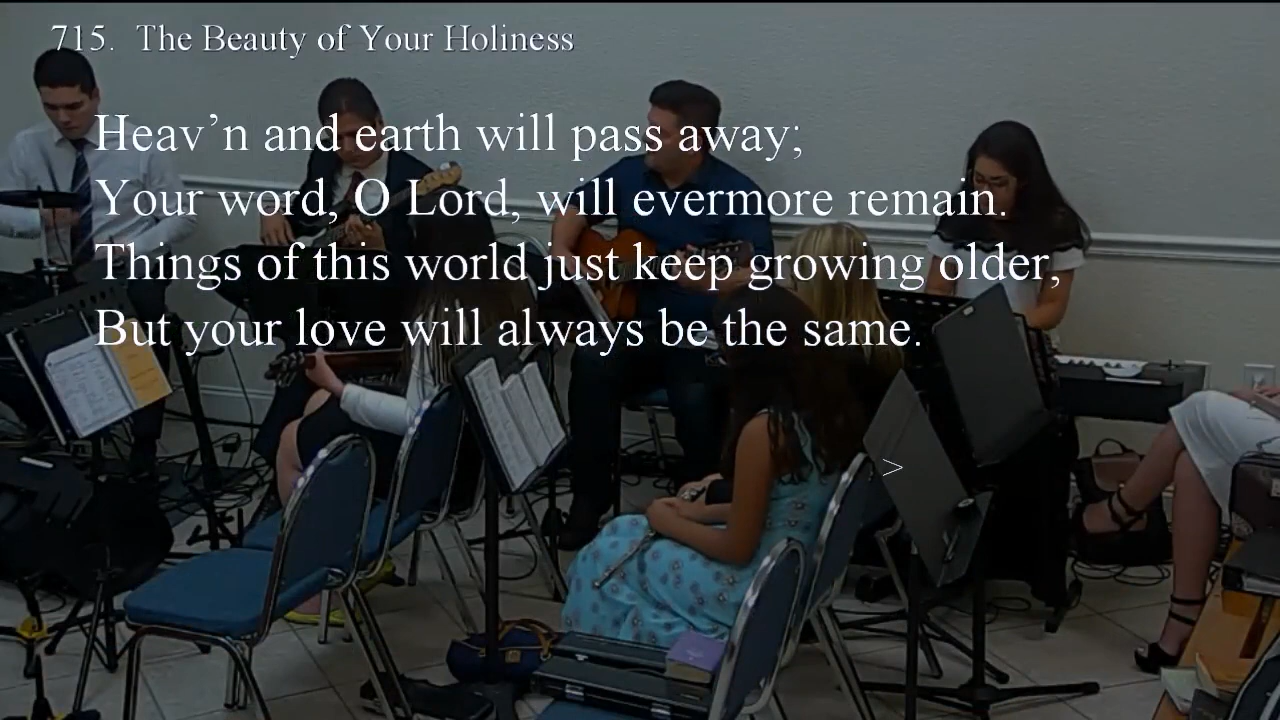 715. The Beauty of Your Holiness
Heav’n and earth will pass away;
Your word, O Lord, will evermore remain.
Things of this world just keep growing older,
But your love will always be the same.
>